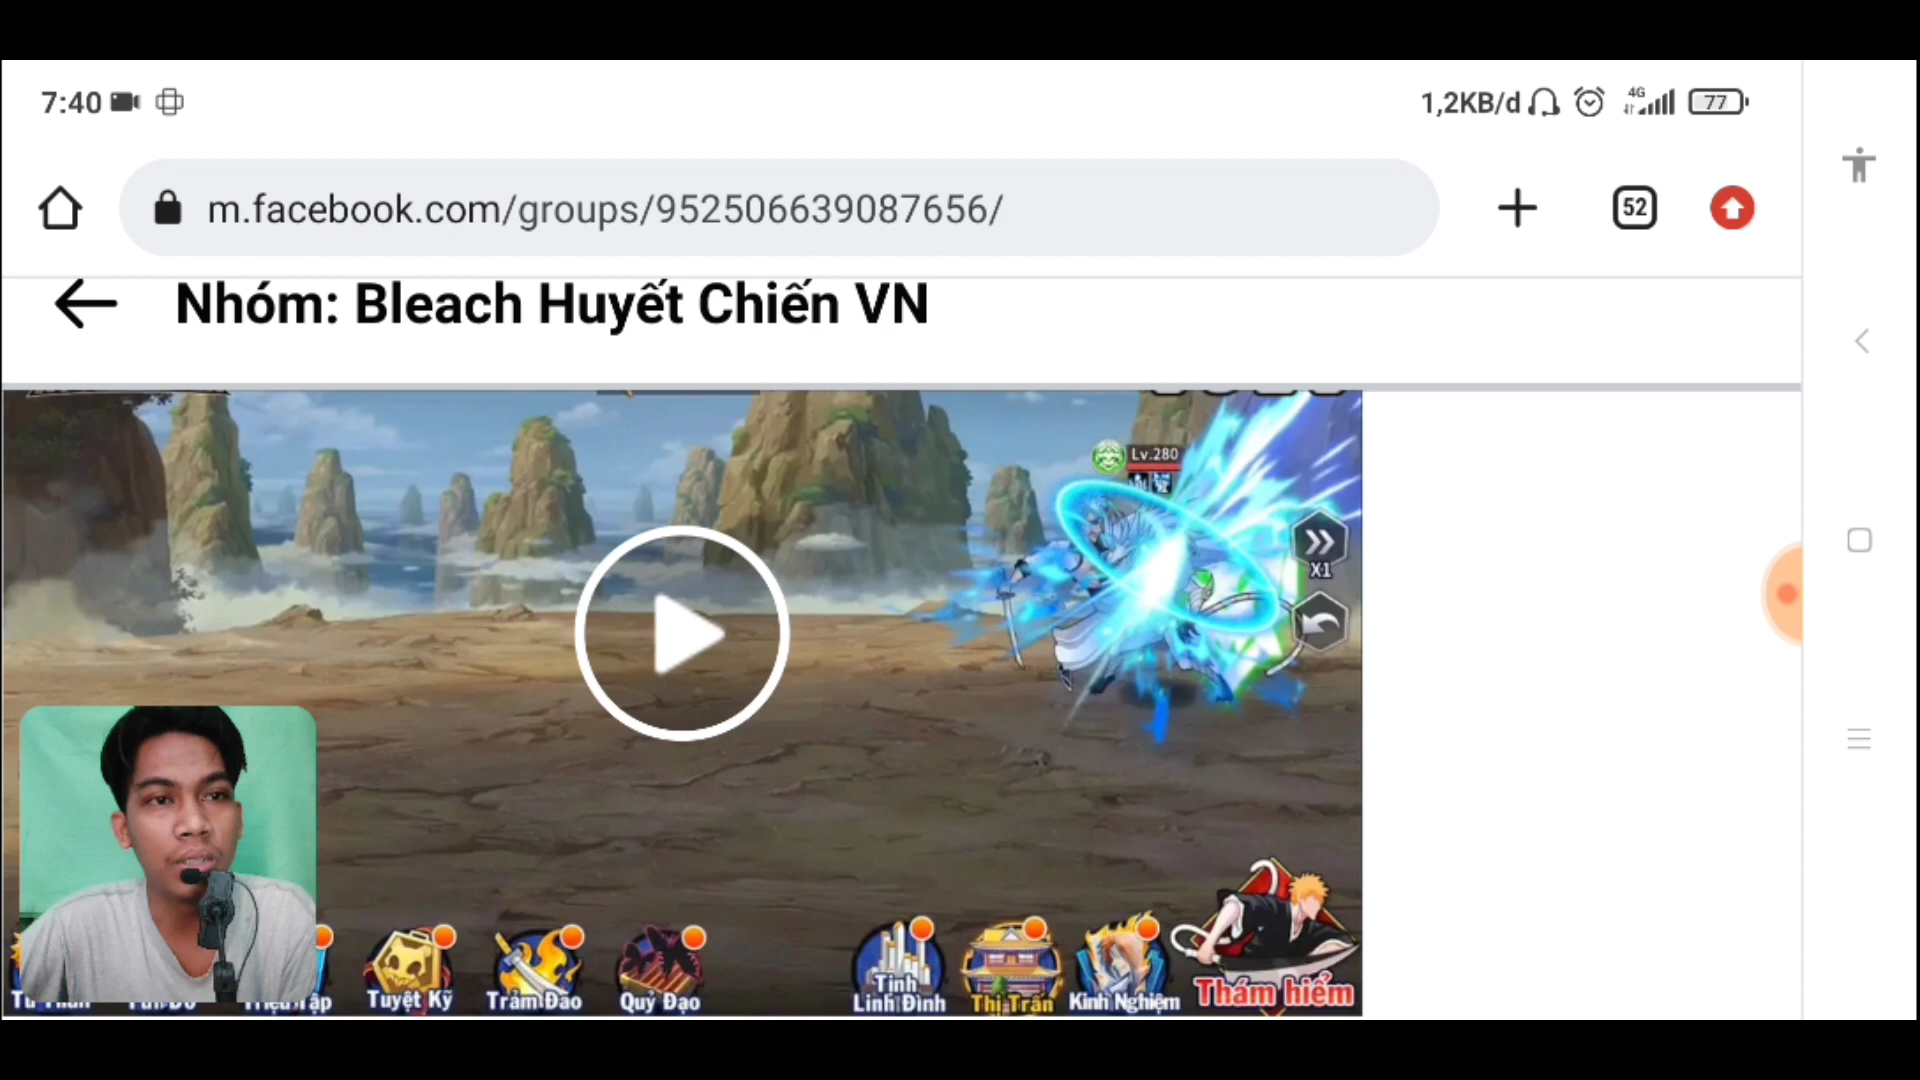 7:40
1,2KB/d
4G
77
m.facebook.com/groups/952506639087656/
52
Nhóm: Bleach Huyết Chiến VN
Lv.280
X1
Tuyệt Kỹ
Trảm Đao
Quỷ Đạo
Tinh
Linh Đình
Thị Trấn
Kinh Nghiệm
Thám hiểm